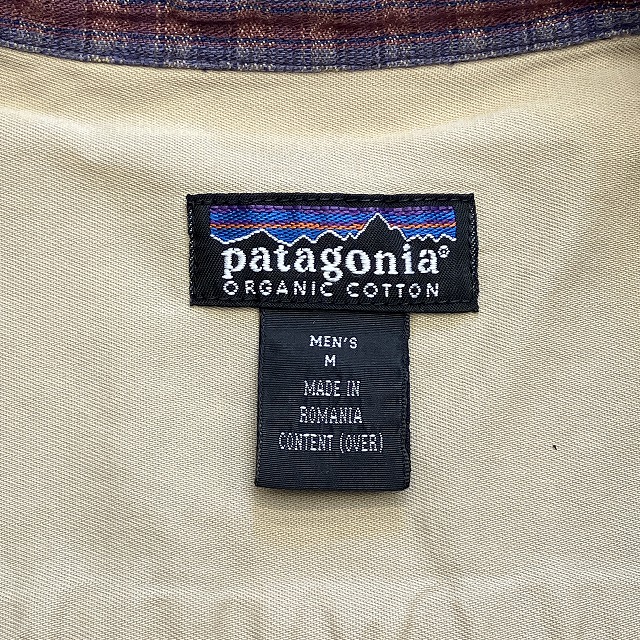 patagonia®
ORGANIC COTTON
MEN'S
M
MADE IN
ROMANIA
CONTENT (OVER)